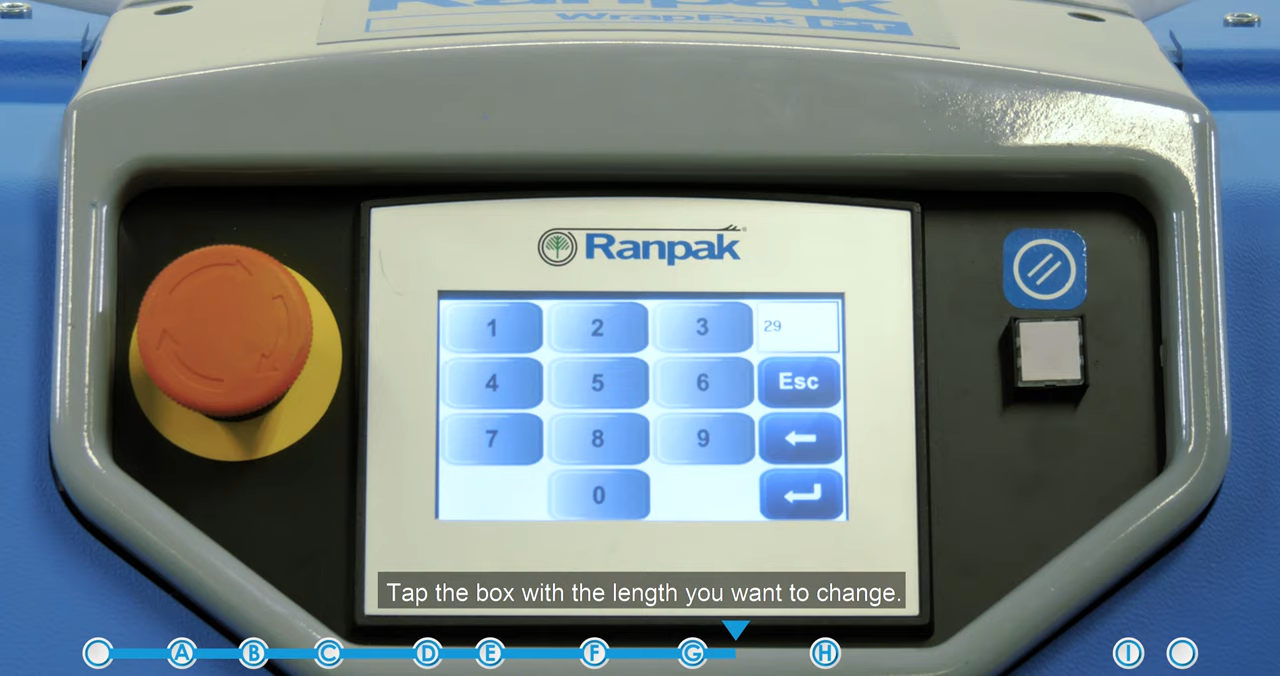 Ranpak
WrapPak PT
Ranpak
1 2 3 29
4 5 6 Esc
7 8 9
0
Tap the box with the length you want to change.
A B C D E F G H I